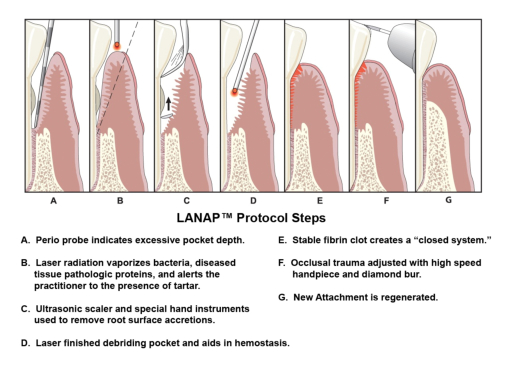 A B C D E F G
LANAP™ Protocol Steps
A. Perio probe indicates excessive pocket depth.
B. Laser radiation vaporizes bacteria, diseased
tissue pathologic proteins, and alerts the
practitioner to the presence of tartar.
C. Ultrasonic scaler and special hand instruments
used to remove root surface accretions.
D. Laser finished debriding pocket and aids in hemostasis.
E. Stable fibrin clot creates a “closed system.”
F. Occlusal trauma adjusted with high speed
handpiece and diamond bur.
G. New Attachment is regenerated.